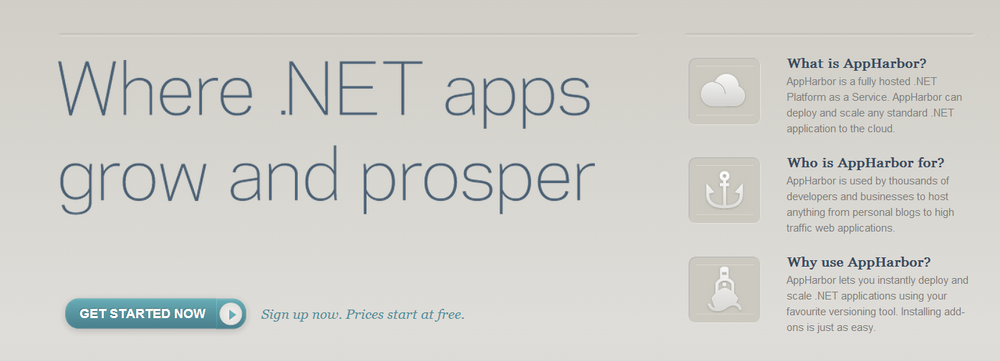 Where .NET apps
grow and prosper
GET STARTED NOW
Sign up now. Prices start at free.
What is AppHarbor?
AppHarbor is a fully hosted .NET
Platform as a Service. AppHarbor can
deploy and scale any standard .NET
application to the cloud.
Who is AppHarbor for?
AppHarbor is used by thousands of
developers and businesses to host
anything from personal blogs to high
traffic web applications.
Why use AppHarbor?
AppHarbor lets you instantly deploy and
scale .NET applications using your
favourite versioning tool. Installing add-
ons is just as easy.